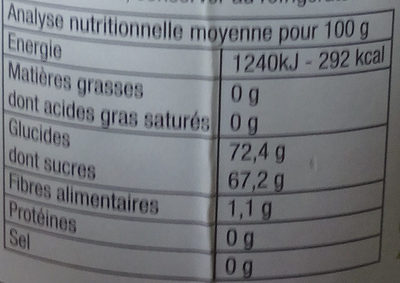 Analyse nutritionnelle moyenne pour 100 g
Energie 1240kJ - 292 kcal
Matières grasses 0 g
dont acides gras saturés 0 g
Glucides 72,4 g
dont sucres 67,2 g
Fibres alimentaires 1,1 g
Protéines 0 g
Sel 0 g